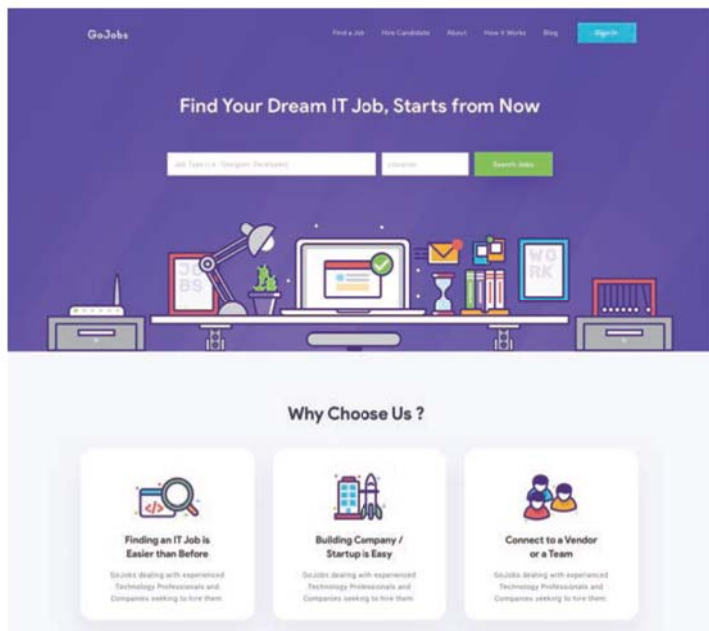 GoJobs
Find a Job Hire Candidate About How it Works Blog Sign In
Find Your Dream IT Job, Starts from Now
Search Jobs
JO
BS
WO
RK
Why Choose Us ?
Finding an IT Job is
Easier than Before
GoJobs dealing with experienced
Technology Professionals and
Companies seeking to hire them
Building Company /
Startup is Easy
GoJobs dealing with experienced
Technology Professionals and
Companies seeking to hire them
Connect to a Vendor
or a Team
GoJobs dealing with experienced
Technology Professionals and
Companies seeking to hire them